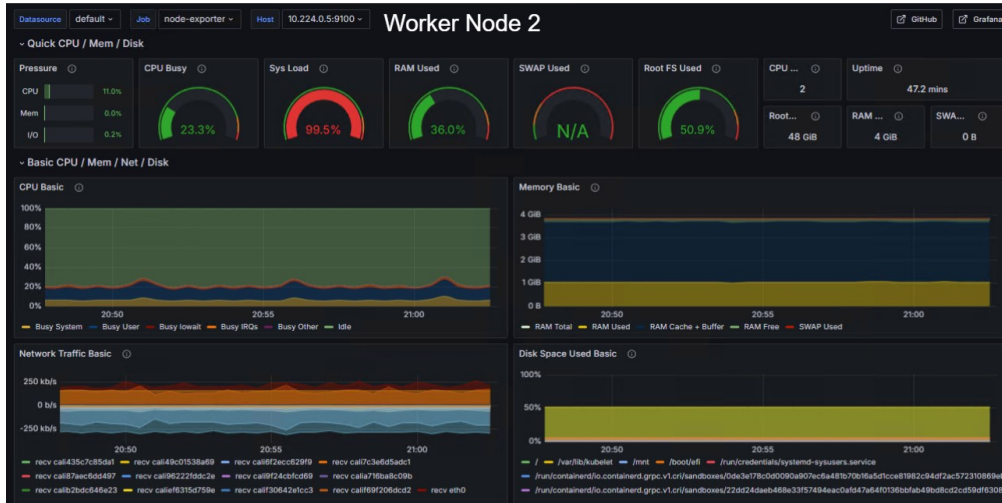 Datasource default Job node-exporter Host 10.224.0.5:9100 Worker Node 2 GitHub Grafana
Quick CPU / Mem / Disk
Pressure CPU Busy Sys Load RAM Used SWAP Used Root FS Used CPU ... Uptime
CPU 11.0%
Mem 0.0%
I/O 0.2%
23.3% 99.5% 36.0% N/A 50.9%
2 47.2 mins
Root... RAM ... SWA...
48 GiB 4 GiB 0 B
Basic CPU / Mem / Net / Disk
CPU Basic
100%
80%
60%
40%
20%
0%
20:50 20:55 21:00
Busy System Busy User Busy Iowait Busy IRQs Busy Other Idle
Memory Basic
4 GiB
3 GiB
2 GiB
1 GiB
0 B
20:50 20:55 21:00
RAM Total RAM Used RAM Cache + Buffer RAM Free SWAP Used
Network Traffic Basic
250 kb/s
0 b/s
-250 kb/s
20:50 20:55 21:00
recv cali435c7c85da1 recv cali49c01538a69 recv cali6f2ecc629f9 recv cali7c3e6d5adc1
recv cali87aec6dd497 recv cali96222fddc2e recv cali9f24cbfcd69 recv calia716ba8c09b
recv calib2bdc646e23 recv calief6315d759e recv calif30642e1cc3 recv calif69f206dcd2 recv eth0
Disk Space Used Basic
100%
50%
0%
20:50 20:55 21:00
/ /var/lib/kubelet /mnt /boot/efi /run/credentials/systemd-sysusers.service